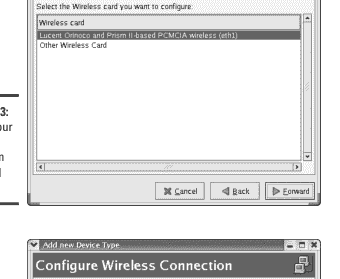 Select the Wireless card you want to configure:
Wireless card
Lucent Orinoco and Prism II-based PCMCIA wireless (eth1)
Other Wireless Card
3:
our
n
Cancel
Back
Forward
Add new Device Type
Configure Wireless Connection